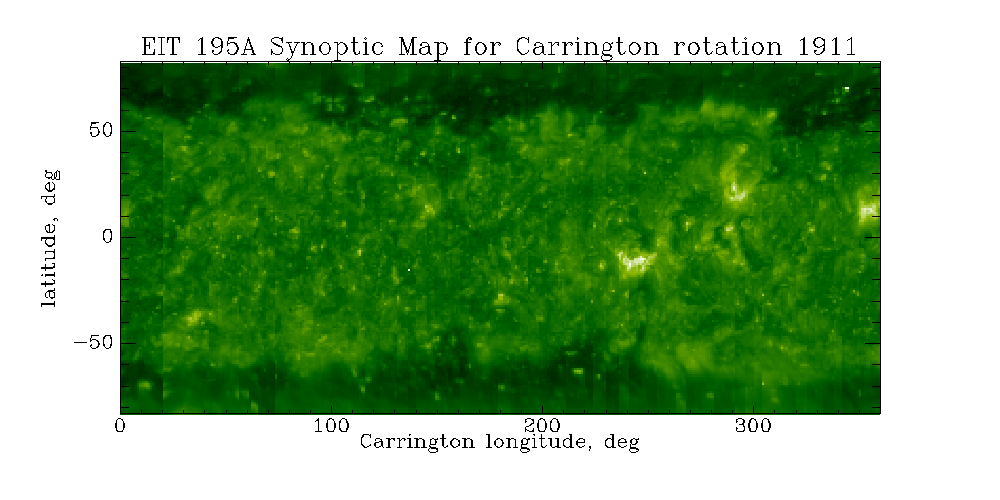 EIT 195A Synoptic Map for Carrington rotation 1911
50
0
−50
latitude, deg
0 100 200 300
Carrington longitude, deg